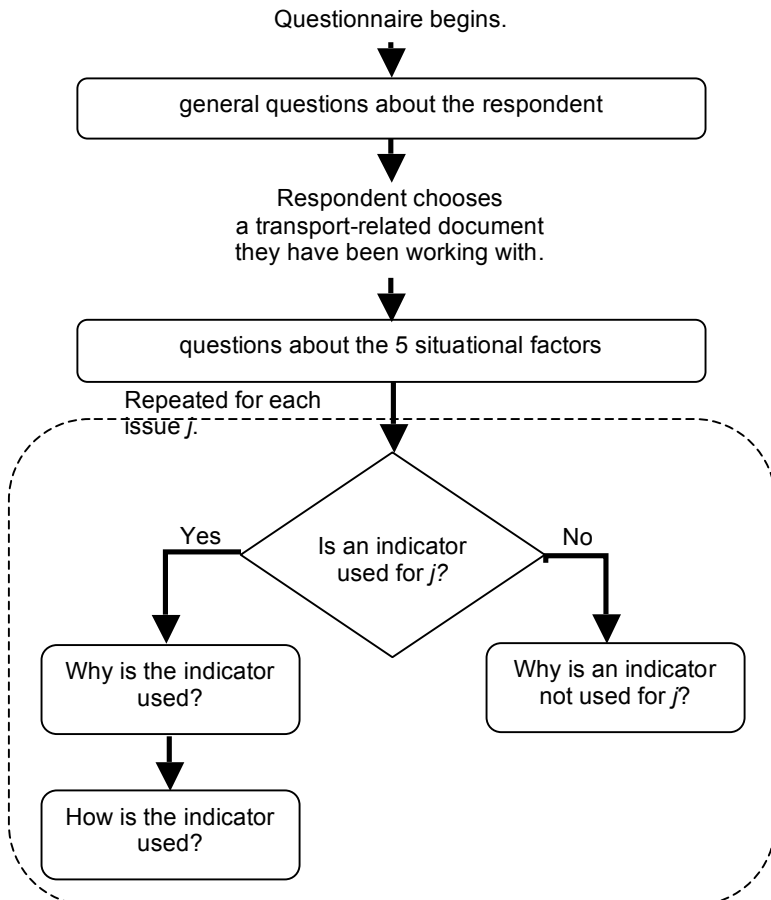 Questionnaire begins.
general questions about the respondent
Respondent chooses
a transport-related document
they have been working with.
questions about the 5 situational factors
Repeated for each
issue j.
Is an indicator
used for j?
Yes
No
Why is the indicator
used?
Why is an indicator
not used for j?
How is the indicator
used?